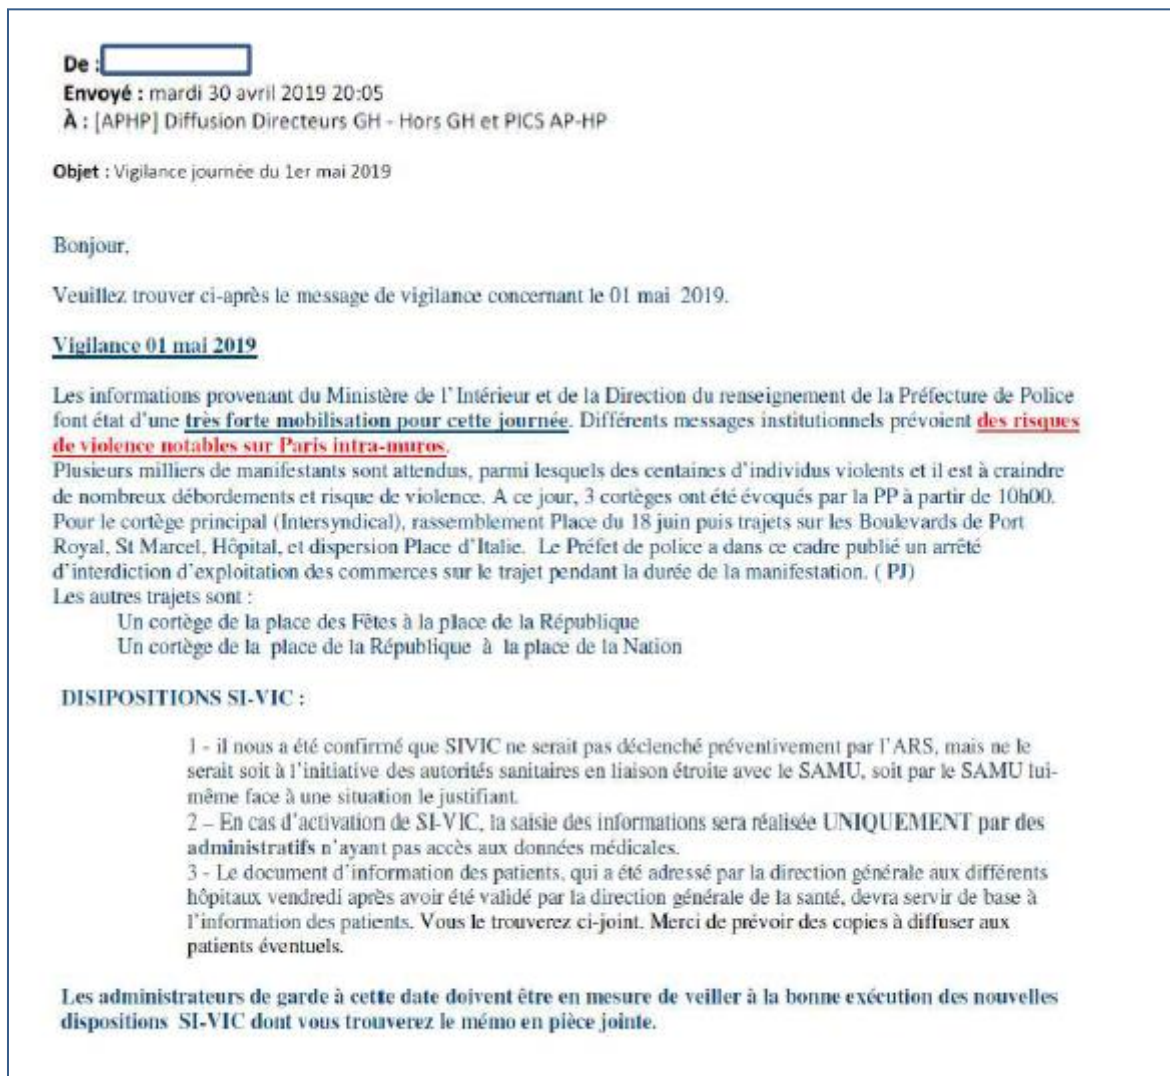 De :
Envoyé : mardi 30 avril 2019 20:05
À : [APHP] Diffusion Directeurs GH - Hors GH et PICS AP-HP
Objet : Vigilance journée du 1er mai 2019
Bonjour,
Veuillez trouver ci-après le message de vigilance concernant le 01 mai 2019.
Vigilance 01 mai 2019
Les informations provenant du Ministère de l'Intérieur et de la Direction du renseignement de la Préfecture de Police
font état d'une très forte mobilisation pour cette journée. Différents messages institutionnels prévoient des risques
de violence notables sur Paris intra-muros.
Plusieurs milliers de manifestants sont attendus, parmi lesquels des centaines d'individus violents et il est à craindre
de nombreux débordements et risque de violence. A ce jour, 3 cortèges ont été évoqués par la PP à partir de 10h00.
Pour le cortège principal (Intersyndical), rassemblement Place du 18 juin puis trajets sur les Boulevards de Port
Royal, St Marcel, Hôpital, et dispersion Place d'Italie. Le Préfet de police a dans ce cadre publié un arrêté
d'interdiction d'exploitation des commerces sur le trajet pendant la durée de la manifestation. ( PJ)
Les autres trajets sont :
Un cortège de la place des Fêtes à la place de la République
Un cortège de la place de la République à la place de la Nation
DISIPOSITIONS SI-VIC :
1 - il nous a été confirmé que SIVIC ne serait pas déclenché préventivement par l'ARS, mais ne le
serait soit à l'initiative des autorités sanitaires en liaison étroite avec le SAMU, soit par le SAMU lui-
même face à une situation le justifiant.
2 – En cas d'activation de SI-VIC, la saisie des informations sera réalisée UNIQUEMENT par des
administratifs n'ayant pas accès aux données médicales.
3 - Le document d'information des patients, qui a été adressé par la direction générale aux différents
hôpitaux vendredi après avoir été validé par la direction générale de la santé, devra servir de base à
l'information des patients. Vous le trouverez ci-joint. Merci de prévoir des copies à diffuser aux
patients éventuels.
Les administrateurs de garde à cette date doivent être en mesure de veiller à la bonne exécution des nouvelles
dispositions SI-VIC dont vous trouverez le mémo en pièce jointe.